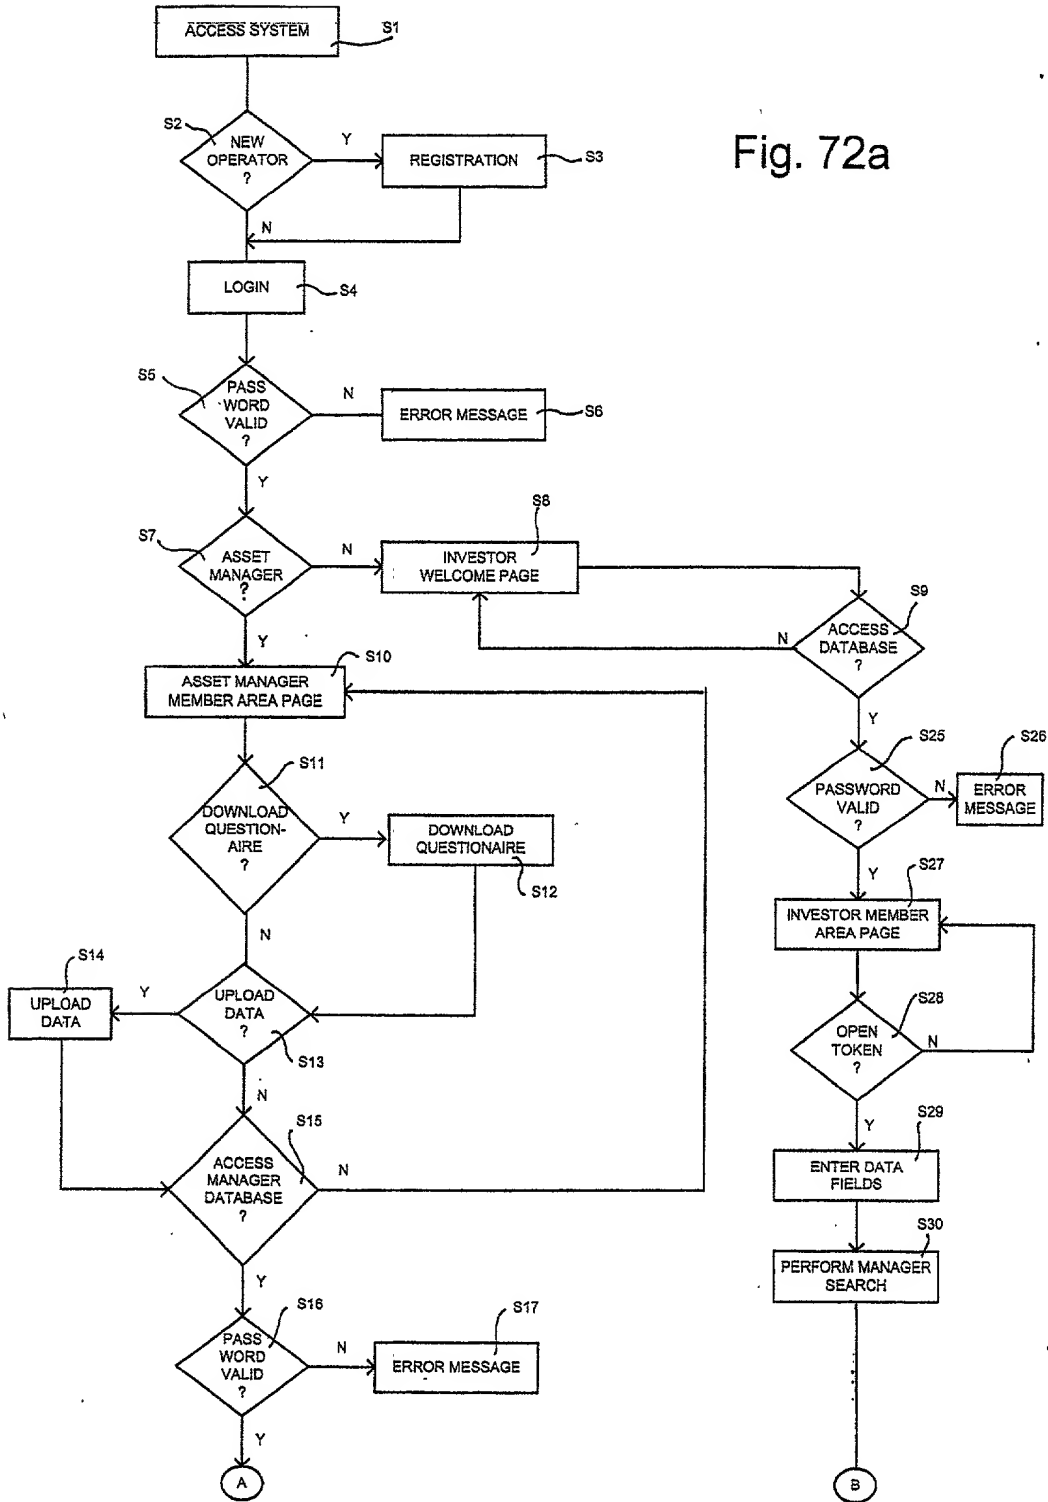 ACCESS SYSTEM
S1
S2
NEW
OPERATOR
?
Y
REGISTRATION
S3
Fig. 72a
N
LOGIN
S4
S5
PASS
WORD
VALID
?
N
ERROR MESSAGE
S6
Y
S7
ASSET
MANAGER
?
N
S8
INVESTOR
WELCOME PAGE
Y
S9
ACCESS
DATABASE
?
N
Y
S10
ASSET MANAGER
MEMBER AREA PAGE
S11
DOWNLOAD
QUESTION-
AIRE
?
Y
DOWNLOAD
QUESTIONAIRE
S12
N
S25
PASSWORD
VALID
?
N
S26
ERROR
MESSAGE
Y
S27
INVESTOR MEMBER
AREA PAGE
S14
UPLOAD
DATA
Y
UPLOAD
DATA
?
S13
N
S28
OPEN
TOKEN
?
N
Y
S15
ACCESS
MANAGER
DATABASE
?
N
Y
S29
ENTER DATA
FIELDS
S30
PERFORM MANAGER
SEARCH
S16
PASS
WORD
VALID
?
N
S17
ERROR MESSAGE
Y
A
B